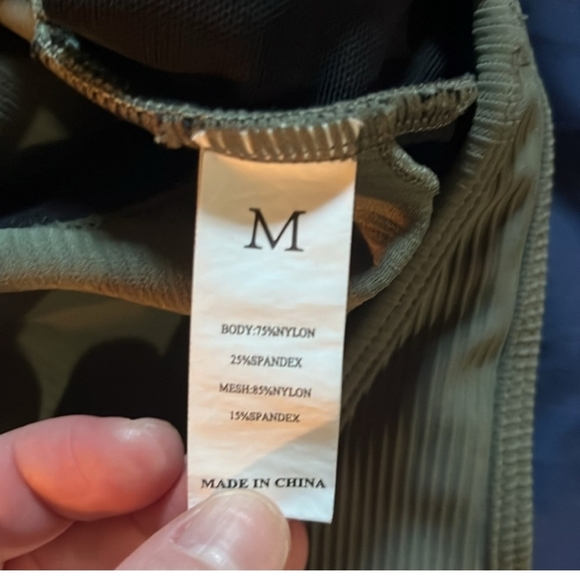 M
BODY:75%NYLON
25%SPANDEX
MESH:85%NYLON
15%SPANDEX
MADE IN CHINA